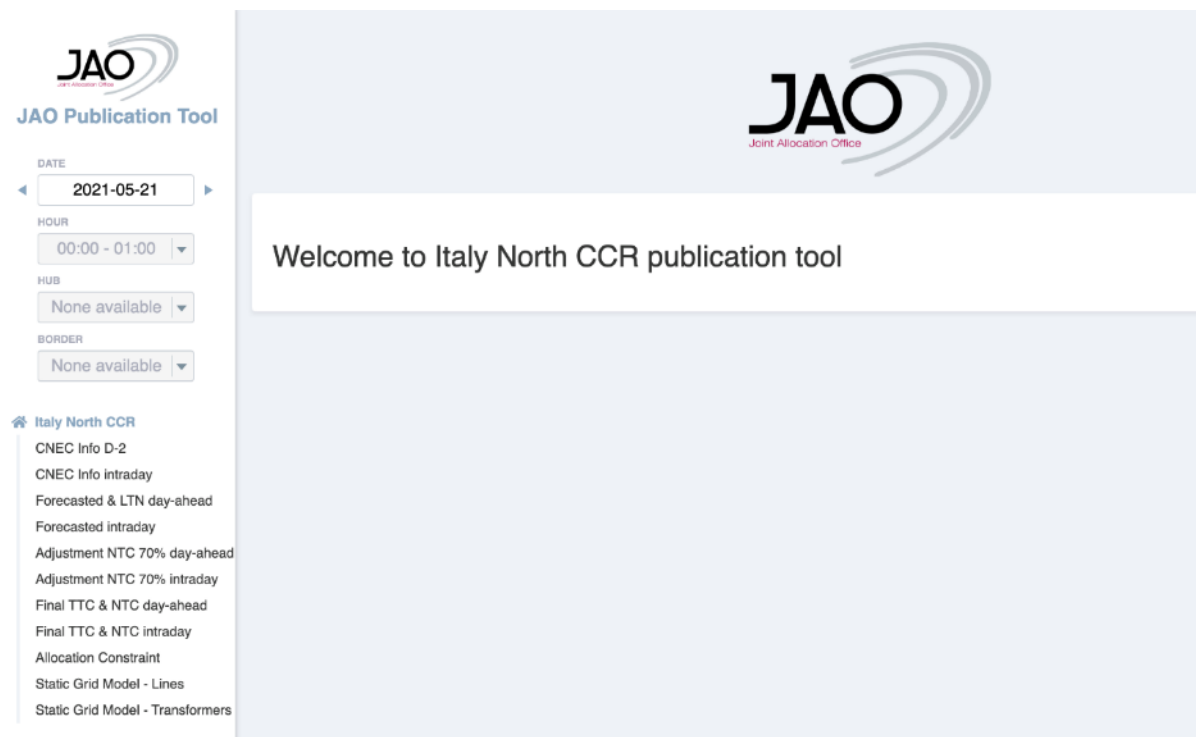 JAO
Joint Allocation Office
JAO Publication Tool
DATE
2021-05-21
HOUR
00:00 - 01:00
HUB
None available
BORDER
None available
Italy North CCR
CNEC Info D-2
CNEC Info intraday
Forecasted & LTN day-ahead
Forecasted intraday
Adjustment NTC 70% day-ahead
Adjustment NTC 70% intraday
Final TTC & NTC day-ahead
Final TTC & NTC intraday
Allocation Constraint
Static Grid Model - Lines
Static Grid Model - Transformers
JAO
Joint Allocation Office
Welcome to Italy North CCR publication tool